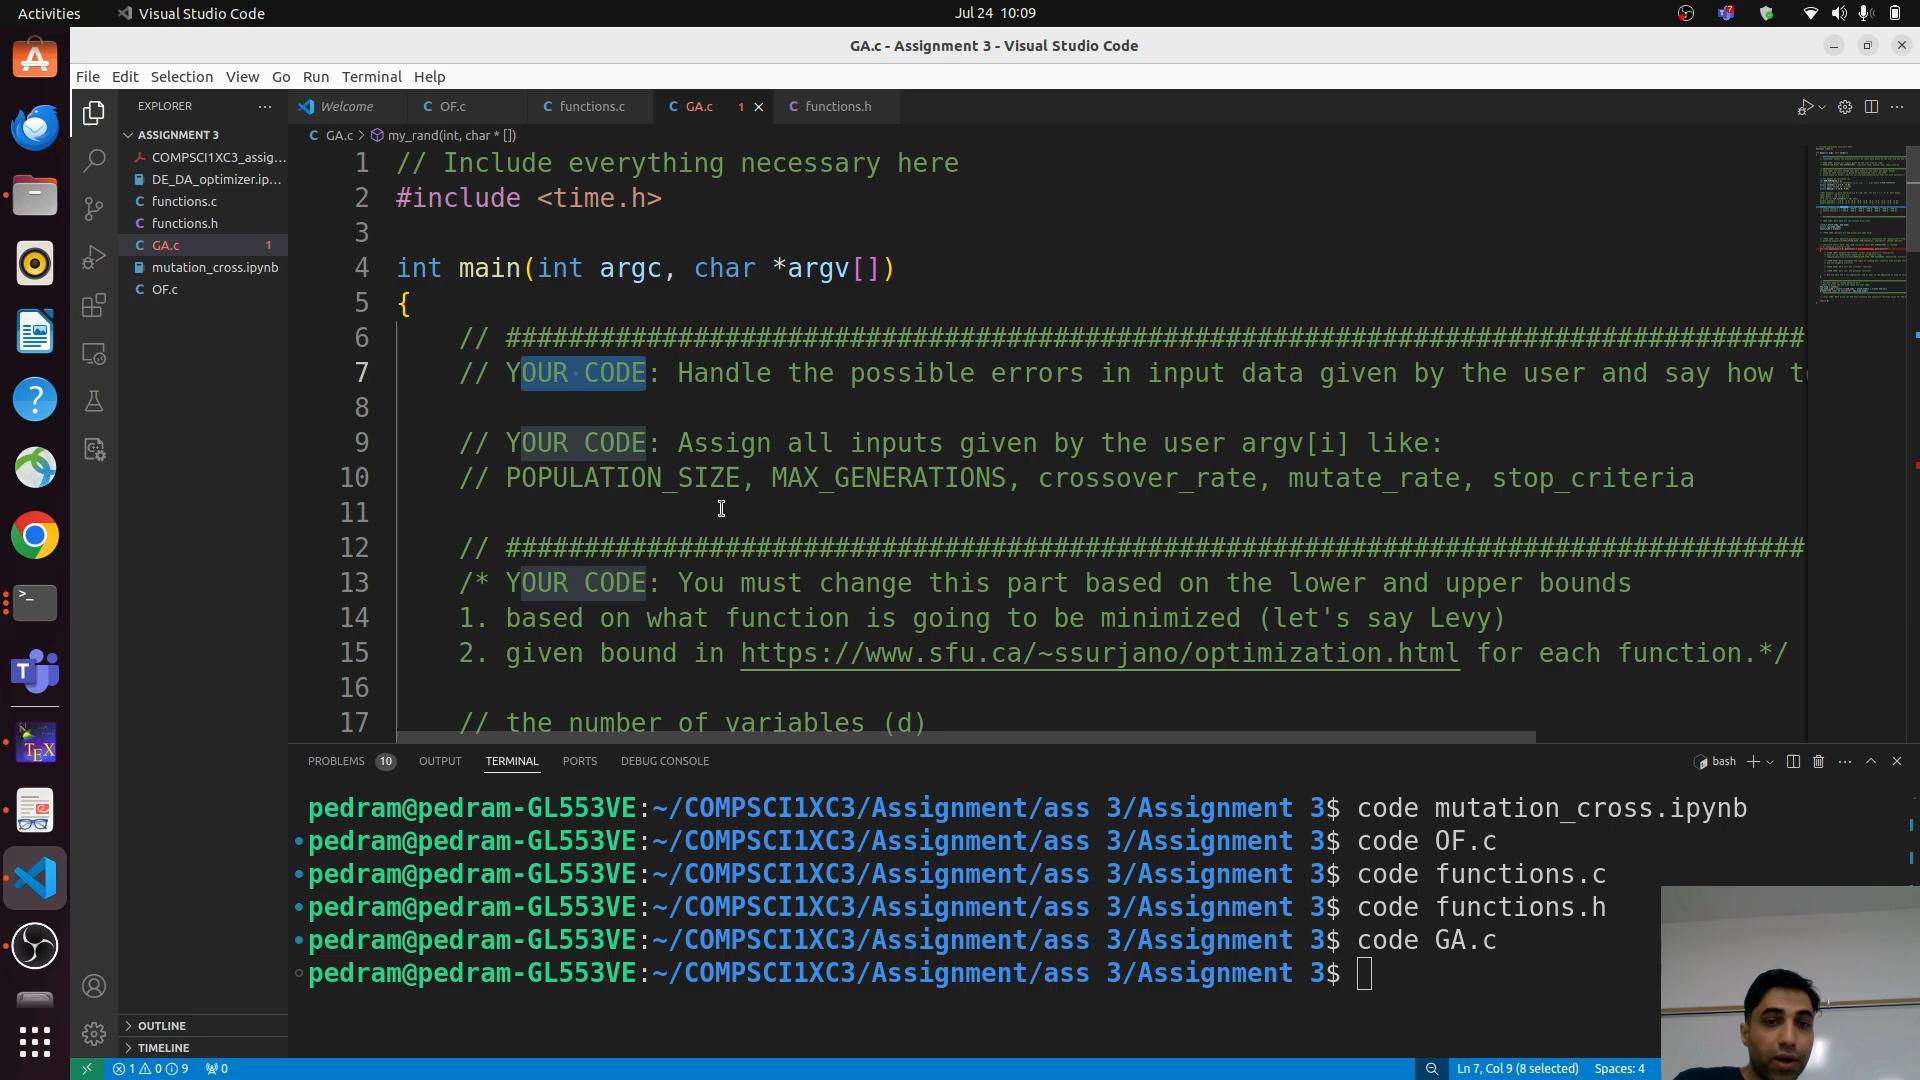 Activities
Visual Studio Code
Jul 24 10:09
GA.c - Assignment 3 - Visual Studio Code
File Edit Selection View Go Run Terminal Help
EXPLORER
ASSIGNMENT 3
COMPSCI1XC3_assig...
DE_DA_optimizer.ip...
functions.c
functions.h
GA.c 1
mutation_cross.ipynb
OF.c
OUTLINE
TIMELINE
Welcome
OF.c
functions.c
GA.c 1
functions.h
GA.c > my_rand(int, char * [])
1 // Include everything necessary here
2 #include <time.h>
3
4 int main(int argc, char *argv[])
5 {
6 // ###################################################################################
7 // YOUR CODE: Handle the possible errors in input data given by the user and say how t
8
9 // YOUR CODE: Assign all inputs given by the user argv[i] like:
10 // POPULATION_SIZE, MAX_GENERATIONS, crossover_rate, mutate_rate, stop_criteria
11
12 // ###################################################################################
13 /* YOUR CODE: You must change this part based on the lower and upper bounds
14 1. based on what function is going to be minimized (let's say Levy)
15 2. given bound in https://www.sfu.ca/~ssurjano/optimization.html for each function.*/
16
17 // the number of variables (d)
PROBLEMS 10 OUTPUT TERMINAL PORTS DEBUG CONSOLE
bash
pedram@pedram-GL553VE:~/COMPSCI1XC3/Assignment/ass 3/Assignment 3$ code mutation_cross.ipynb
pedram@pedram-GL553VE:~/COMPSCI1XC3/Assignment/ass 3/Assignment 3$ code OF.c
pedram@pedram-GL553VE:~/COMPSCI1XC3/Assignment/ass 3/Assignment 3$ code functions.c
pedram@pedram-GL553VE:~/COMPSCI1XC3/Assignment/ass 3/Assignment 3$ code functions.h
pedram@pedram-GL553VE:~/COMPSCI1XC3/Assignment/ass 3/Assignment 3$ code GA.c
pedram@pedram-GL553VE:~/COMPSCI1XC3/Assignment/ass 3/Assignment 3$
1 0 9 0
Ln 7, Col 9 (8 selected) Spaces: 4